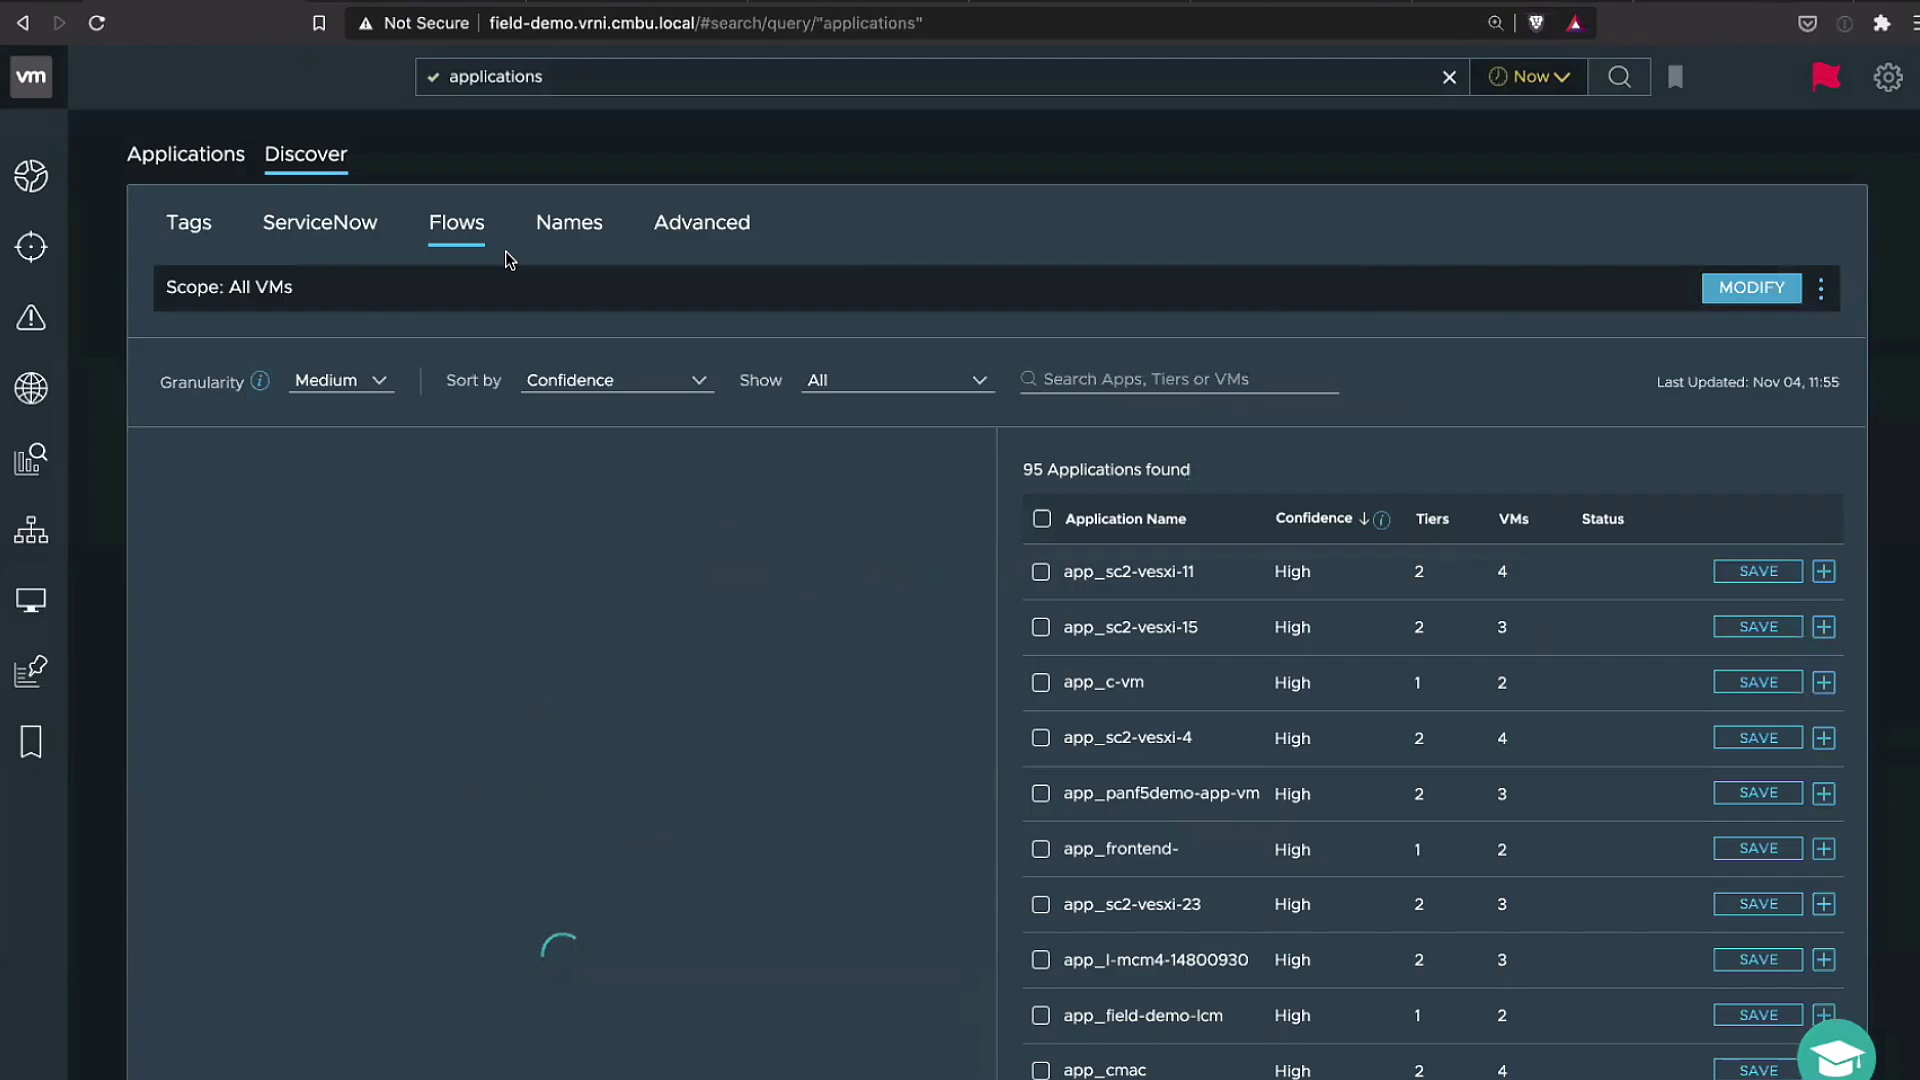 Not Secure field-demo.vrni.cmbu.local/#search/query/"applications"
vm applications Now
Applications Discover
Tags ServiceNow Flows Names Advanced
Scope: All VMs MODIFY
Granularity Medium Sort by Confidence Show All Search Apps, Tiers or VMs Last Updated: Nov 04, 11:55
95 Applications found
Application Name Confidence Tiers VMs Status
app_sc2-vesxi-11 High 2 4 SAVE
app_sc2-vesxi-15 High 2 3 SAVE
app_c-vm High 1 2 SAVE
app_sc2-vesxi-4 High 2 4 SAVE
app_panf5demo-app-vm High 2 3 SAVE
app_frontend- High 1 2 SAVE
app_sc2-vesxi-23 High 2 3 SAVE
app_l-mcm4-14800930 High 2 3 SAVE
app_field-demo-lcm High 1 2 SAVE
app_cmac High 2 4 SAVE